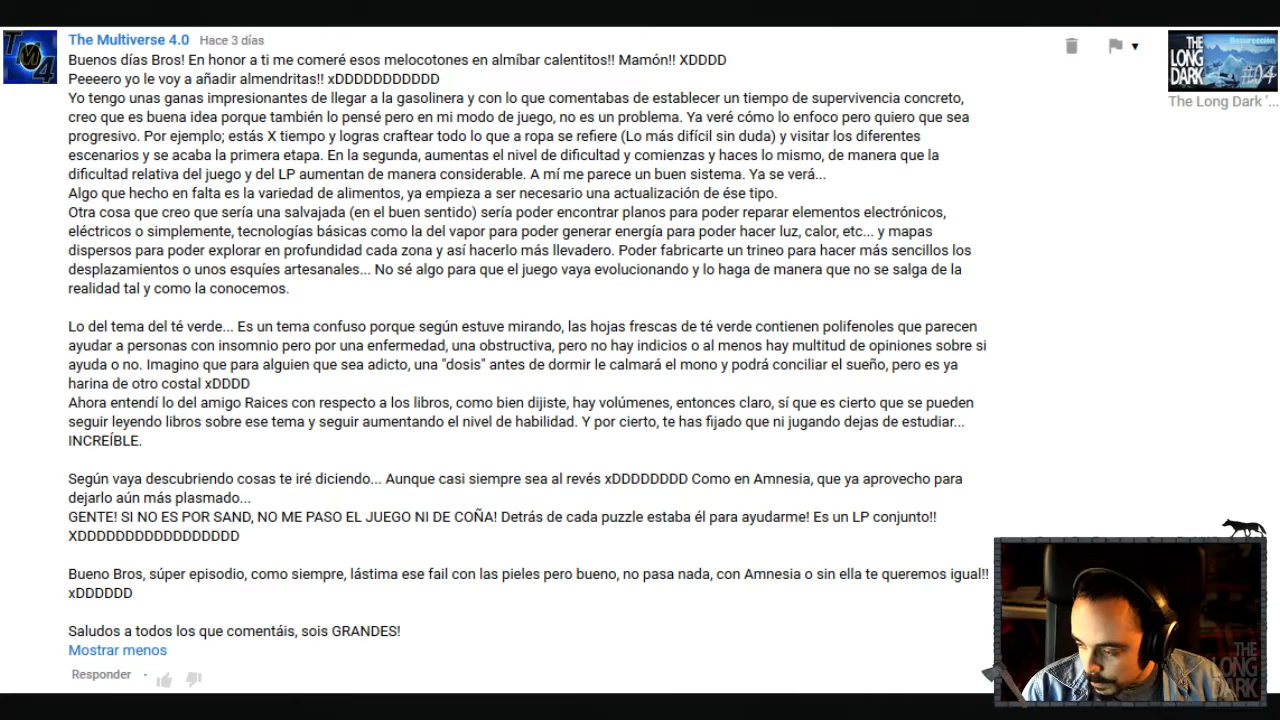 The Multiverse 4.0 Hace 3 días
Buenos días Bros! En honor a ti me comeré esos melocotones en almíbar calentitos!! Mamón!! XDDDD
Peeeero yo le voy a añadir almendritas!! xDDDDDDDDDDD
Yo tengo unas ganas impresionantes de llegar a la gasolinera y con lo que comentabas de establecer un tiempo de supervivencia concreto,
creo que es buena idea porque también lo pensé pero en mi modo de juego, no es un problema. Ya veré cómo lo enfoco pero quiero que sea
progresivo. Por ejemplo; estás X tiempo y logras craftear todo lo que a ropa se refiere (Lo más difícil sin duda) y visitar los diferentes
escenarios y se acaba la primera etapa. En la segunda, aumentas el nivel de dificultad y comienzas y haces lo mismo, de manera que la
dificultad relativa del juego y del LP aumentan de manera considerable. A mí me parece un buen sistema. Ya se verá...
Algo que hecho en falta es la variedad de alimentos, ya empieza a ser necesario una actualización de ése tipo.
Otra cosa que creo que sería una salvajada (en el buen sentido) sería poder encontrar planos para poder reparar elementos electrónicos,
eléctricos o simplemente, tecnologías básicas como la del vapor para poder generar energía para poder hacer luz, calor, etc... y mapas
dispersos para poder explorar en profundidad cada zona y así hacerlo más llevadero. Poder fabricarte un trineo para hacer más sencillos los
desplazamientos o unos esquíes artesanales... No sé algo para que el juego vaya evolucionando y lo haga de manera que no se salga de la
realidad tal y como la conocemos.
Lo del tema del té verde... Es un tema confuso porque según estuve mirando, las hojas frescas de té verde contienen polifenoles que parecen
ayudar a personas con insomnio pero por una enfermedad, una obstructiva, pero no hay indicios o al menos hay multitud de opiniones sobre si
ayuda o no. Imagino que para alguien que sea adicto, una "dosis" antes de dormir le calmará el mono y podrá conciliar el sueño, pero es ya
harina de otro costal xDDDD
Ahora entendí lo del amigo Raices con respecto a los libros, como bien dijiste, hay volúmenes, entonces claro, sí que es cierto que se pueden
seguir leyendo libros sobre ese tema y seguir aumentando el nivel de habilidad. Y por cierto, te has fijado que ni jugando dejas de estudiar...
INCREÍBLE.
Según vaya descubriendo cosas te iré diciendo... Aunque casi siempre sea al revés xDDDDDDDD Como en Amnesia, que ya aprovecho para
dejarlo aún más plasmado...
GENTE! SI NO ES POR SAND, NO ME PASO EL JUEGO NI DE COÑA! Detrás de cada puzzle estaba él para ayudarme! Es un LP conjunto!!
XDDDDDDDDDDDDDDDDD
Bueno Bros, súper episodio, como siempre, lástima ese fail con las pieles pero bueno, no pasa nada, con Amnesia o sin ella te queremos igual!!
xDDDDDD
Saludos a todos los que comentáis, sois GRANDES!
Mostrar menos
Responder ·
TM4
THE LONG DARK
Resurrección
#04
The Long Dark '...
THE LONG DARK